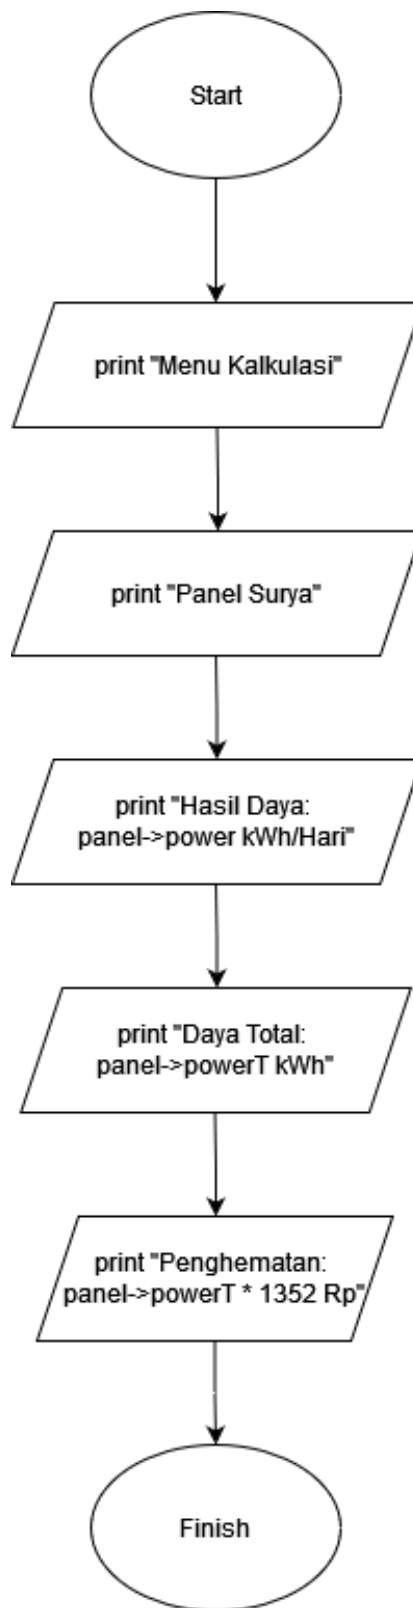 Start
print "Menu Kalkulasi"
print "Panel Surya"
print "Hasil Daya:
panel->power kWh/Hari"
print "Daya Total:
panel->powerT kWh"
print "Penghematan:
panel->powerT * 1352 Rp"
Finish